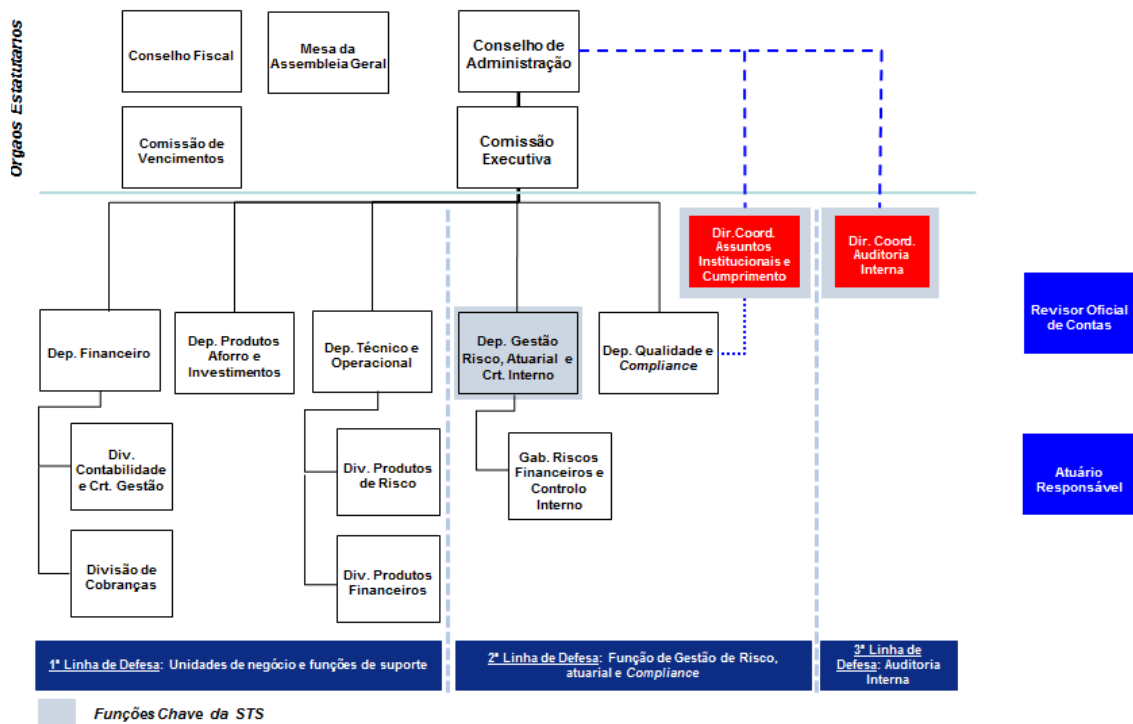 Orgaos Estatutarios
Conselho Fiscal
Mesa da
Assembleia Geral
Conselho de
Administração
Comissão de
Vencimentos
Comissão
Executiva
Dir.Coord.
Assuntos
Institucionais e
Cumprimento
Dir. Coord.
Auditoria
Interna
Revisor Oficial
de Contas
Dep. Financeiro
Dep. Produtos
Aforro e
Investimentos
Dep. Técnico e
Operacional
Dep. Gestão
Risco, Atuarial e
Crt. Interno
Dep. Qualidade e
Compliance
Div.
Contabilidade
e Crt. Gestão
Div. Produtos
de Risco
Gab. Riscos
Financeiros e
Controlo
Interno
Atuário
Responsável
Divisão de
Cobranças
Div. Produtos
Financeiros
1ª Linha de Defesa: Unidades de negócio e funções de suporte
2ª Linha de Defesa: Função de Gestão de Risco,
atuarial e Compliance
3ª Linha de
Defesa: Auditoria
Interna
Funções Chave da STS